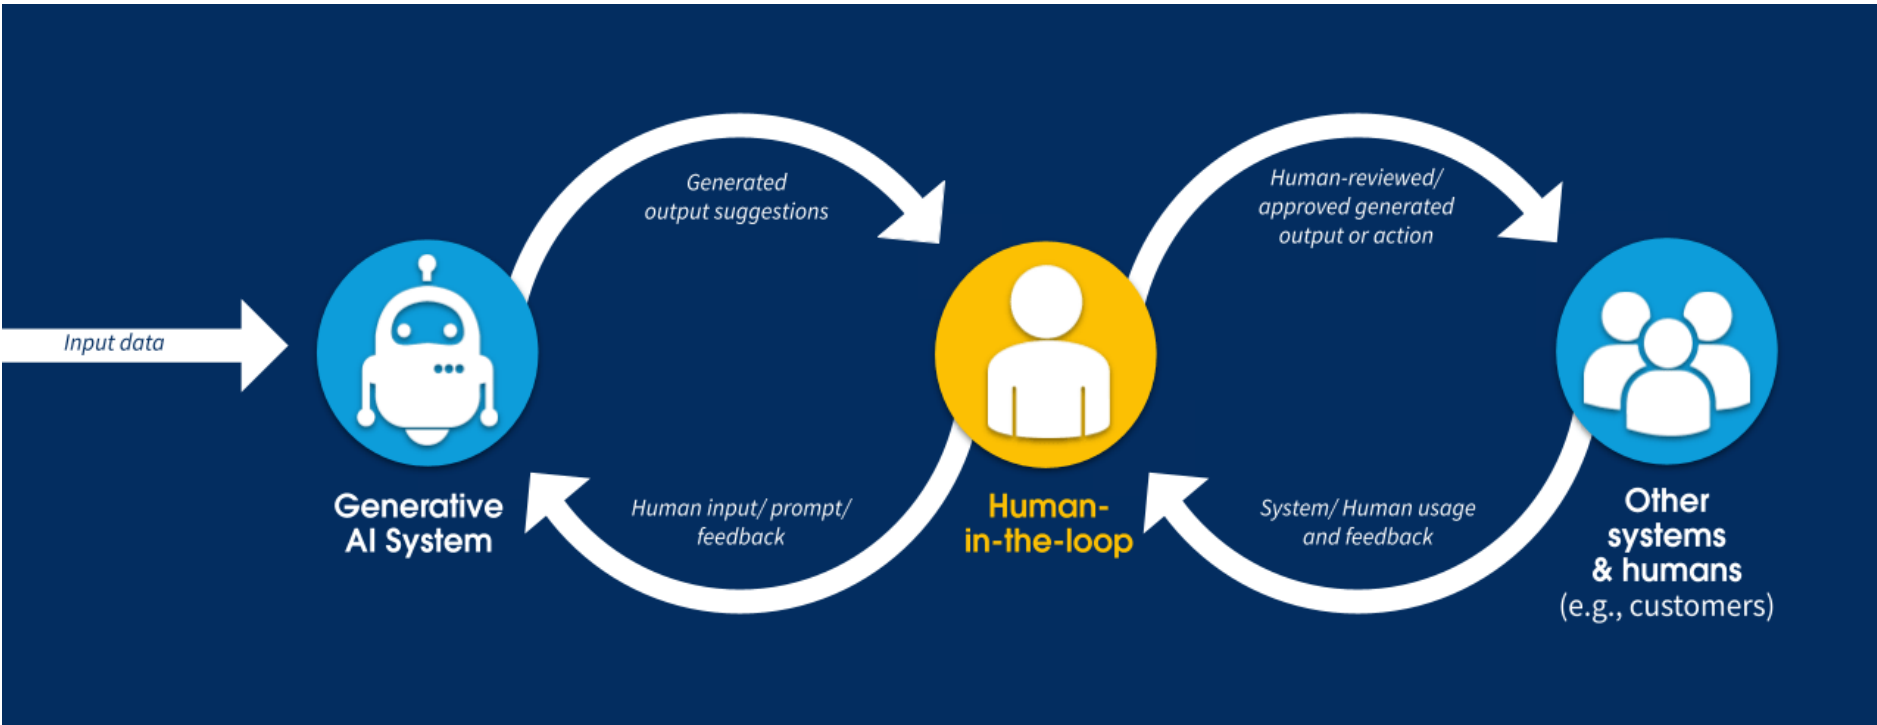 Input data
Generative
AI System
Generated
output suggestions
Human input/ prompt/
feedback
Human-
in-the-loop
Human-reviewed/
approved generated
output or action
System/ Human usage
and feedback
Other
systems
& humans
(e.g., customers)